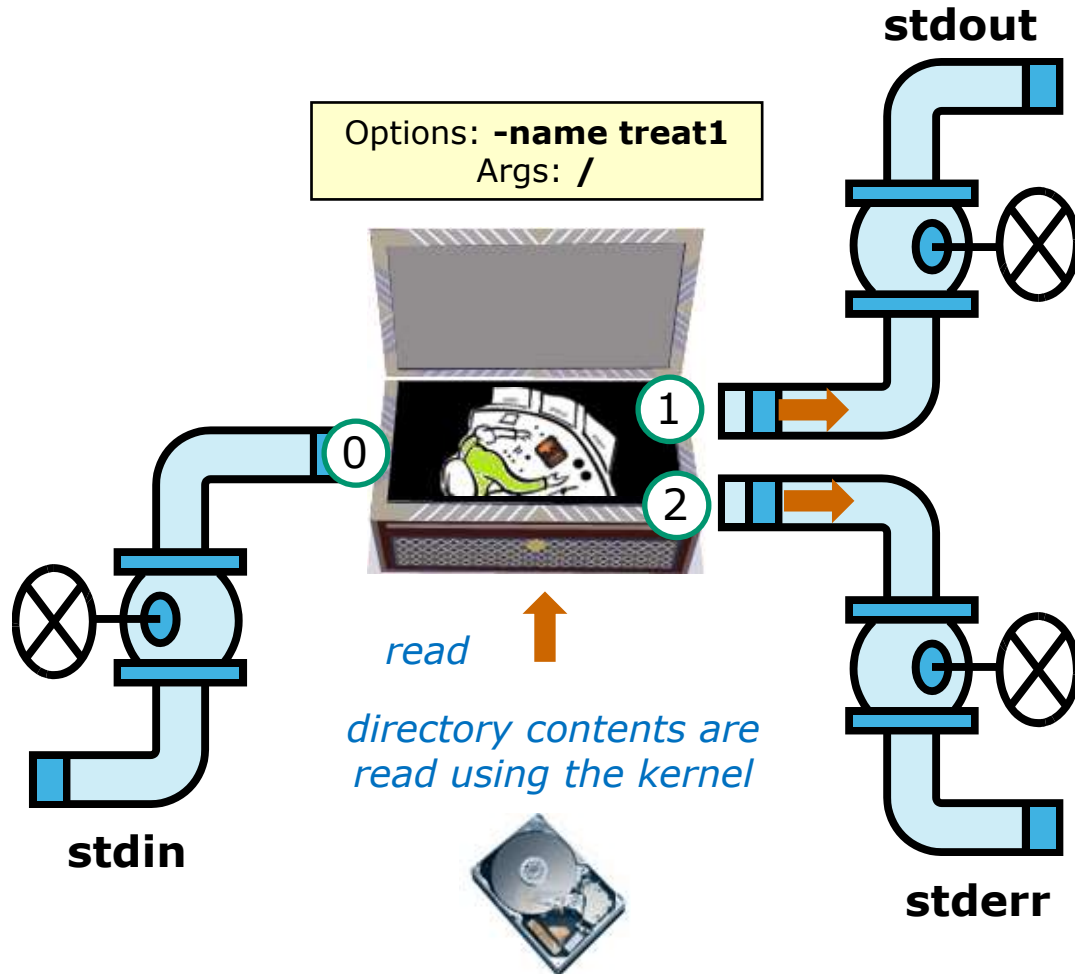 stdout
Options: -name treat1
Args: /
1
0
2
read
directory contents are
read using the kernel
stdin
stderr